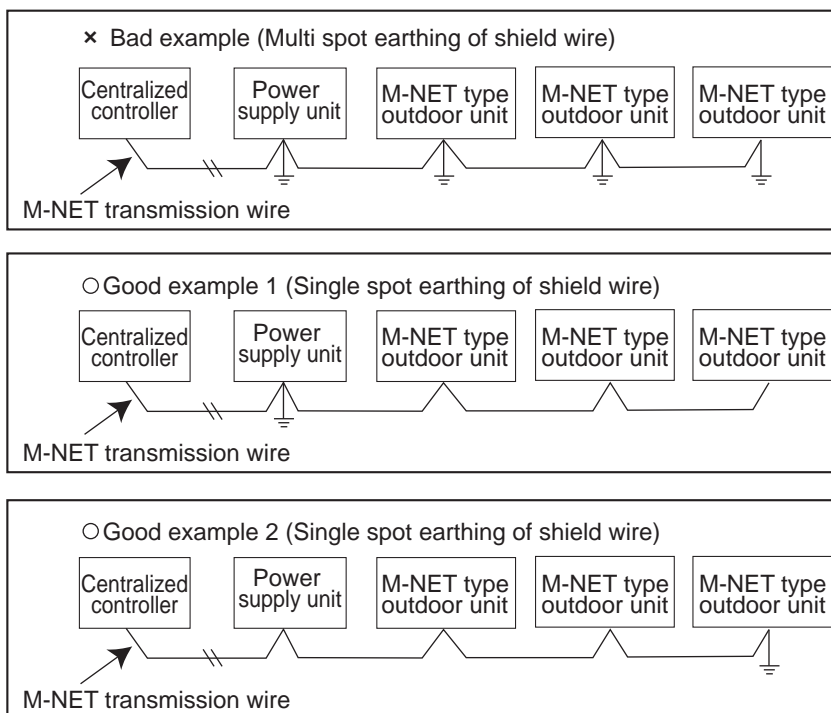 × Bad example (Multi spot earthing of shield wire)
Centralized controller
Power supply unit
M-NET type outdoor unit
M-NET type outdoor unit
M-NET type outdoor unit
M-NET transmission wire
○Good example 1 (Single spot earthing of shield wire)
Centralized controller
Power supply unit
M-NET type outdoor unit
M-NET type outdoor unit
M-NET type outdoor unit
M-NET transmission wire
○Good example 2 (Single spot earthing of shield wire)
Centralized controller
Power supply unit
M-NET type outdoor unit
M-NET type outdoor unit
M-NET type outdoor unit
M-NET transmission wire